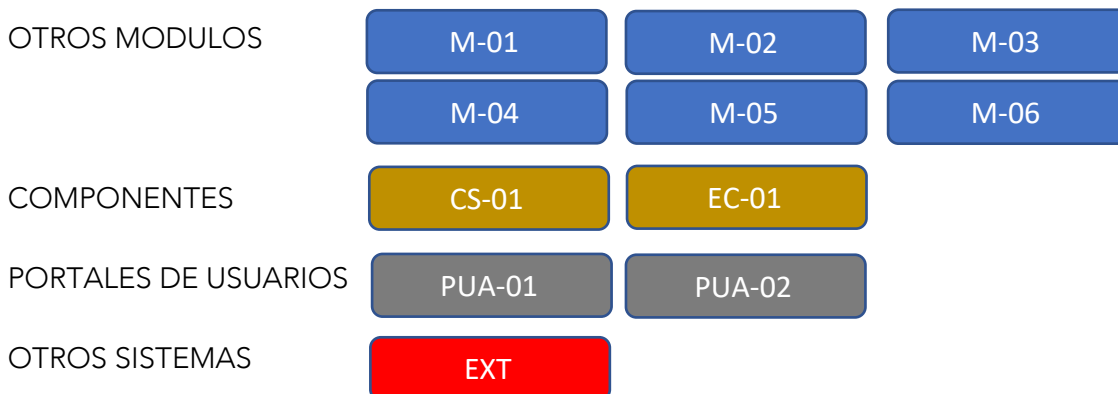 OTROS MODULOS M-01 M-02 M-03
M-04 M-05 M-06
COMPONENTES CS-01 EC-01
PORTALES DE USUARIOS PUA-01 PUA-02
OTROS SISTEMAS EXT